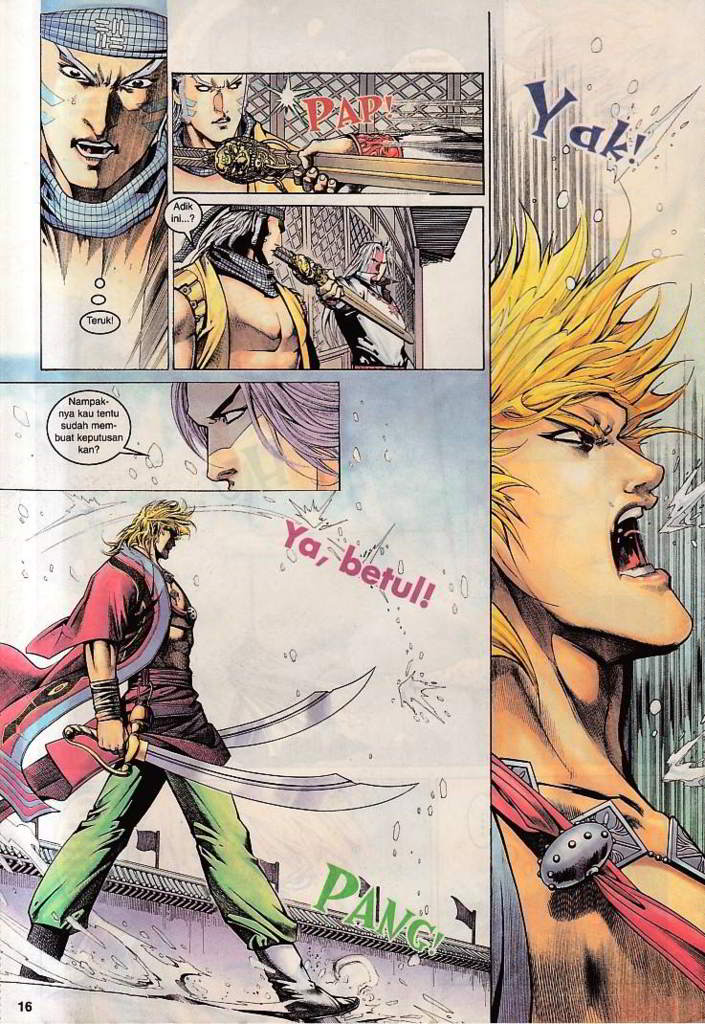 Teruk!
PAP!
Adik
ini...?
Yak!
Nampak-
nya kau tentu
sudah mem-
buat keputusan
kan?
Ya, betul!
PANG!
16